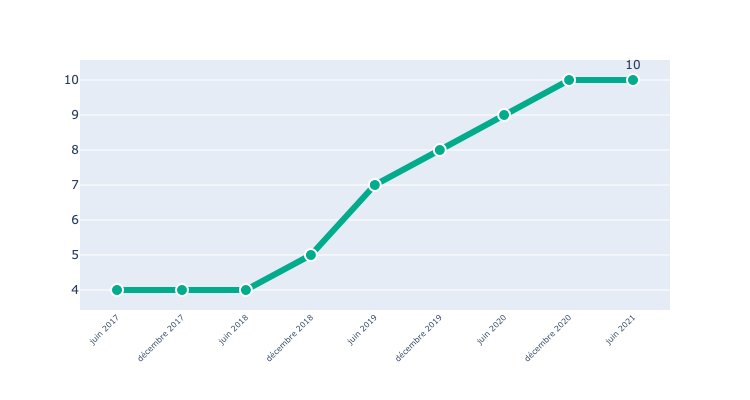 10
10
9
8
7
6
5
4
juin 2017
décembre 2017
juin 2018
décembre 2018
juin 2019
décembre 2019
juin 2020
décembre 2020
juin 2021